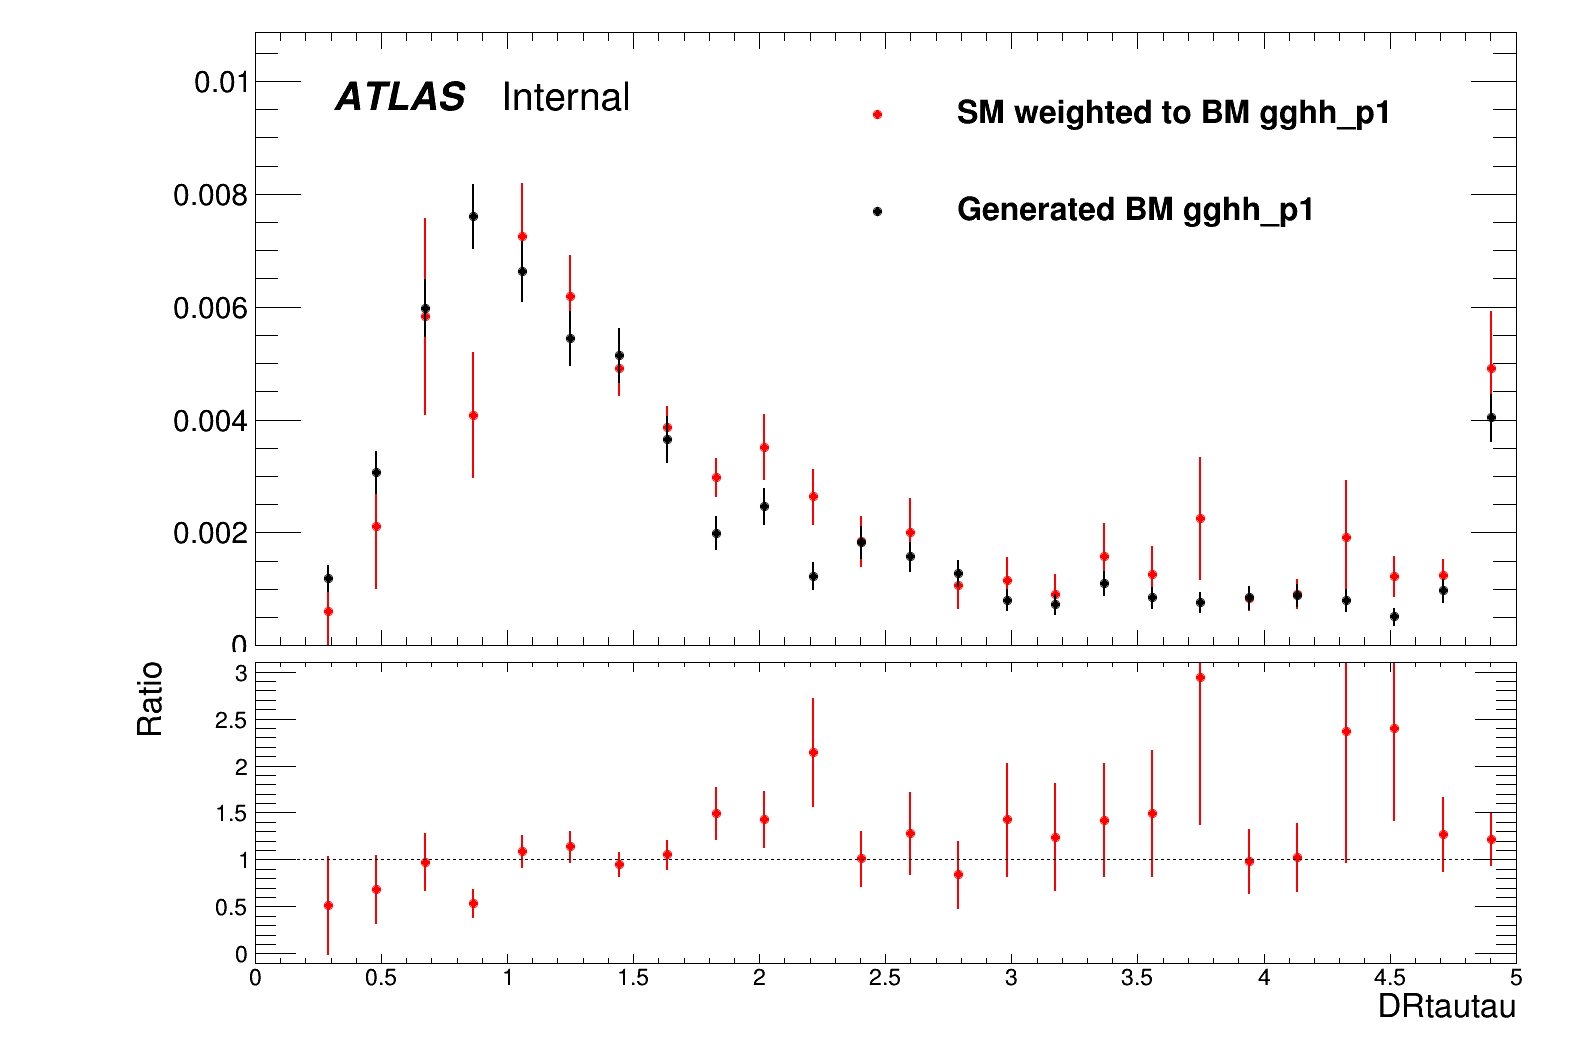 ATLAS Internal
SM weighted to BM gghh_p1
Generated BM gghh_p1
0.01
0.008
0.006
0.004
0.002
0
Ratio
3
2.5
2
1.5
1
0.5
0
0 0.5 1 1.5 2 2.5 3 3.5 4 4.5 5
DRtautau